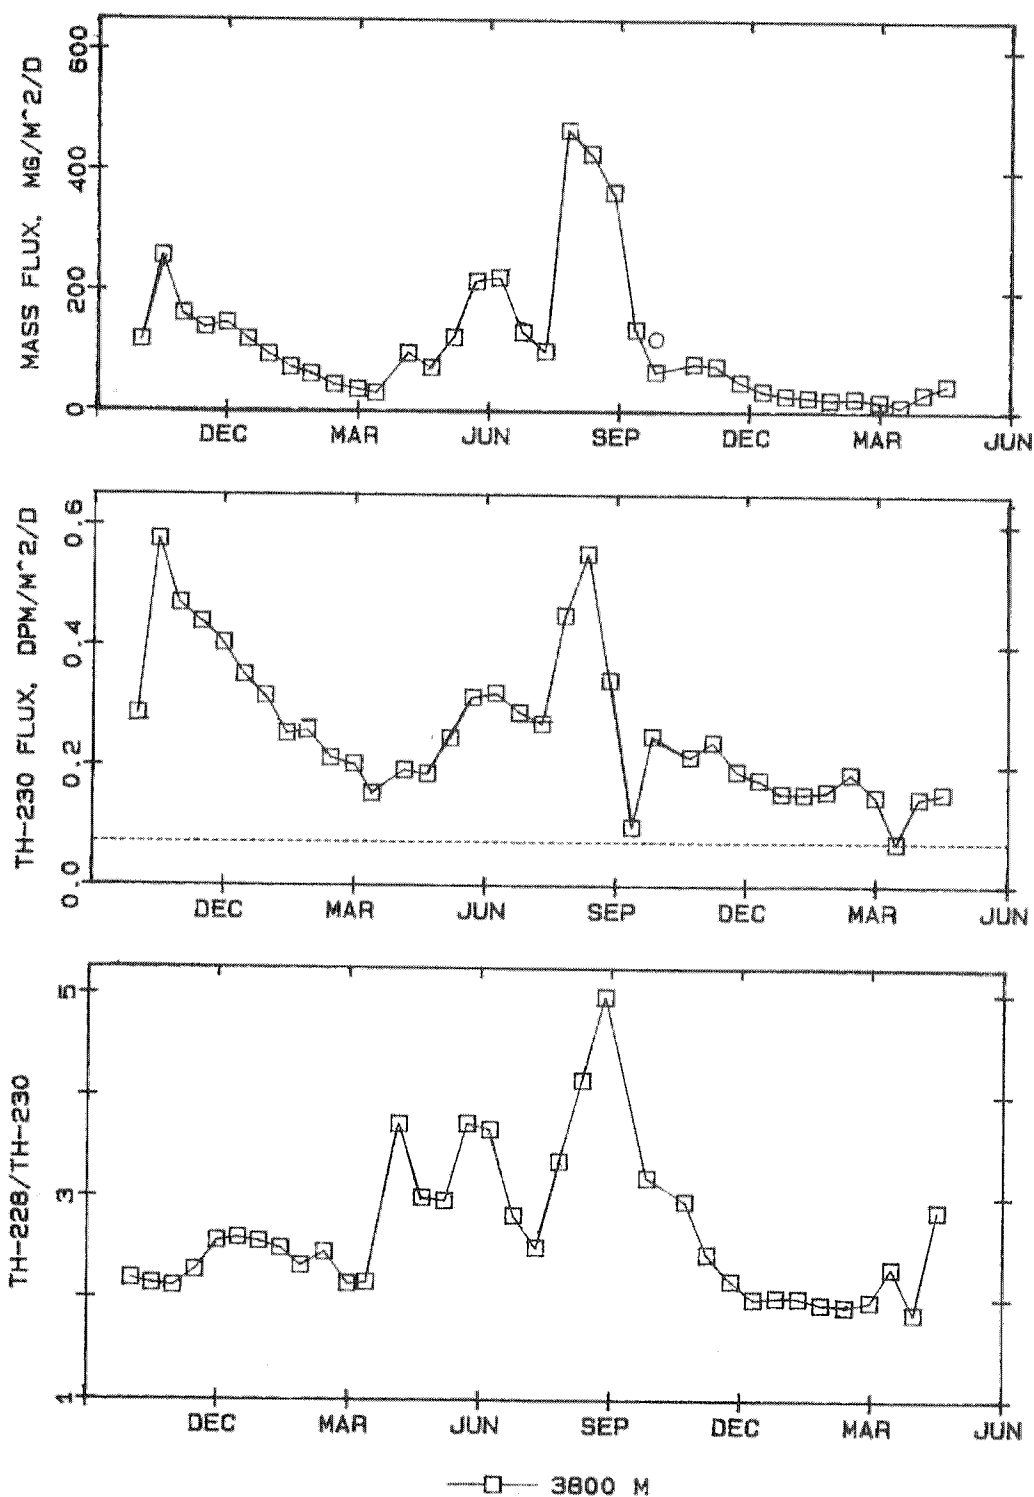 MASS FLUX, MG/M^2/D
600
400
200
0
DEC MAR JUN SEP DEC MAR JUN
TH-230 FLUX, DPM/M^2/D
0.6
0.4
0.2
0.0
DEC MAR JUN SEP DEC MAR JUN
TH-228/TH-230
5
3
1
DEC MAR JUN SEP DEC MAR JUN
3800 M